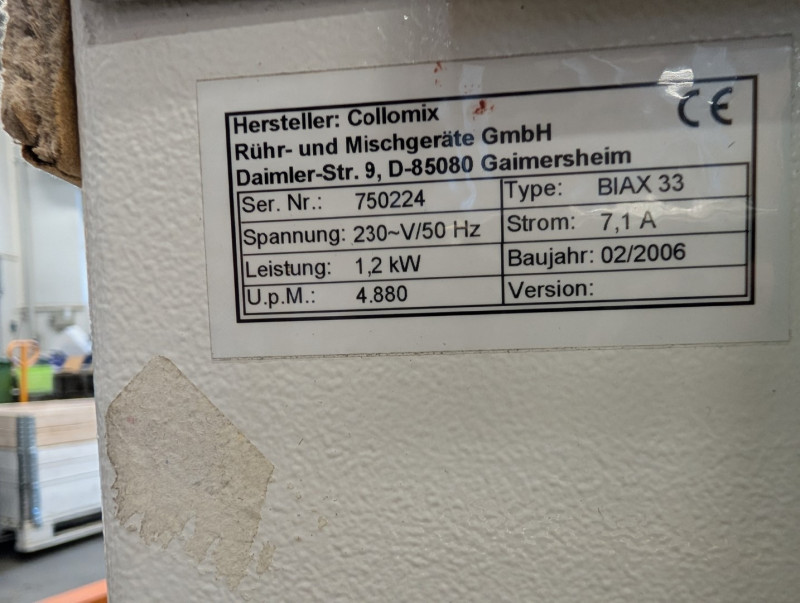 Hersteller: Collomix
Rühr- und Mischgeräte GmbH
Daimler-Str. 9, D-85080 Gaimersheim
CE
Ser. Nr.: 750224 Type: BIAX 33
Spannung: 230~V/50 Hz Strom: 7,1 A
Leistung: 1,2 kW Baujahr: 02/2006
U.p.M.: 4.880 Version: